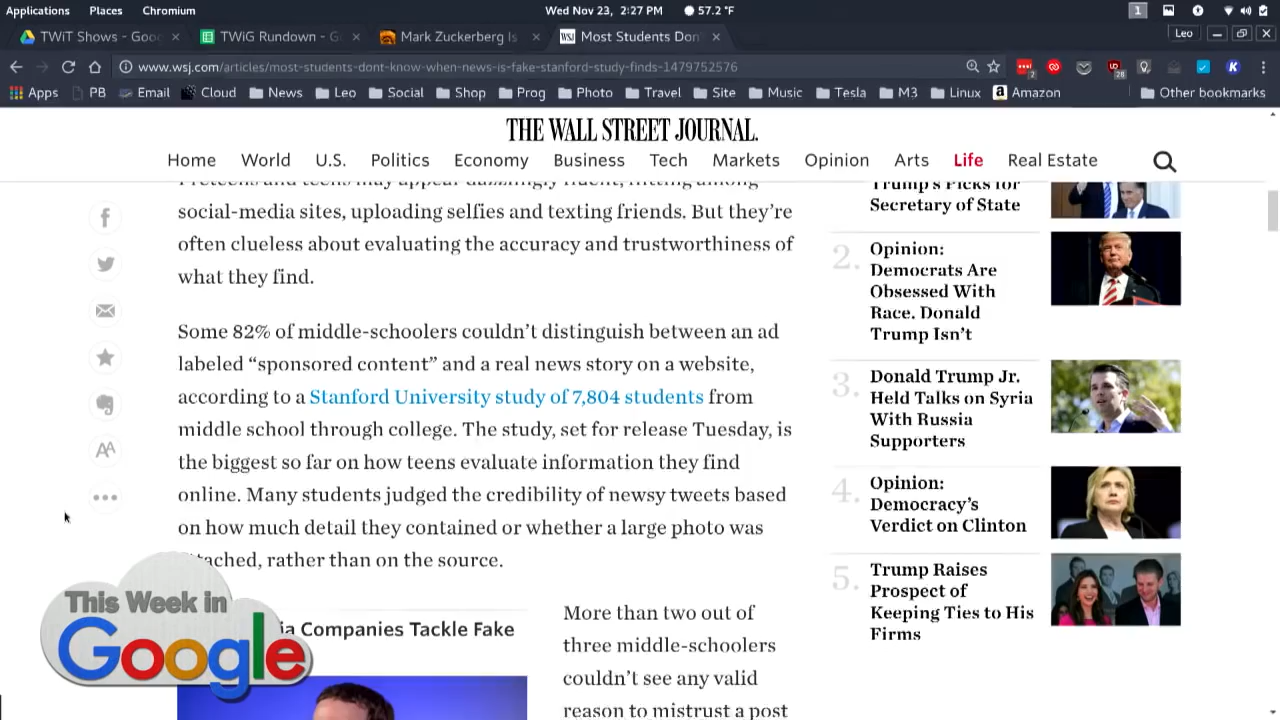 Applications Places Chromium Wed Nov 23, 2:27 PM 57.2 °F 1
TWiT Shows - Goo TWiG Rundown - G Mark Zuckerberg Is Most Students Don' Leo
www.wsj.com/articles/most-students-dont-know-when-news-is-fake-stanford-study-finds-1479752576
Apps PB Email Cloud News Leo Social Shop Prog Photo Travel Site Music Tesla M3 Linux Amazon Other bookmarks
THE WALL STREET JOURNAL.
Home World U.S. Politics Economy Business Tech Markets Opinion Arts Life Real Estate
Preteens and teens may appear dazzlingly fluent, flitting among
social-media sites, uploading selfies and texting friends. But they're
often clueless about evaluating the accuracy and trustworthiness of
what they find.
Some 82% of middle-schoolers couldn't distinguish between an ad
labeled “sponsored content” and a real news story on a website,
according to a Stanford University study of 7,804 students from
middle school through college. The study, set for release Tuesday, is
the biggest so far on how teens evaluate information they find
online. Many students judged the credibility of newsy tweets based
on how much detail they contained or whether a large photo was
tached, rather than on the source.
ia Companies Tackle Fake
More than two out of
three middle-schoolers
couldn't see any valid
reason to mistrust a post
Trump's Picks for
Secretary of State
2. Opinion:
Democrats Are
Obsessed With
Race. Donald
Trump Isn't
3. Donald Trump Jr.
Held Talks on Syria
With Russia
Supporters
4. Opinion:
Democracy's
Verdict on Clinton
5. Trump Raises
Prospect of
Keeping Ties to His
Firms
This Week in
Google